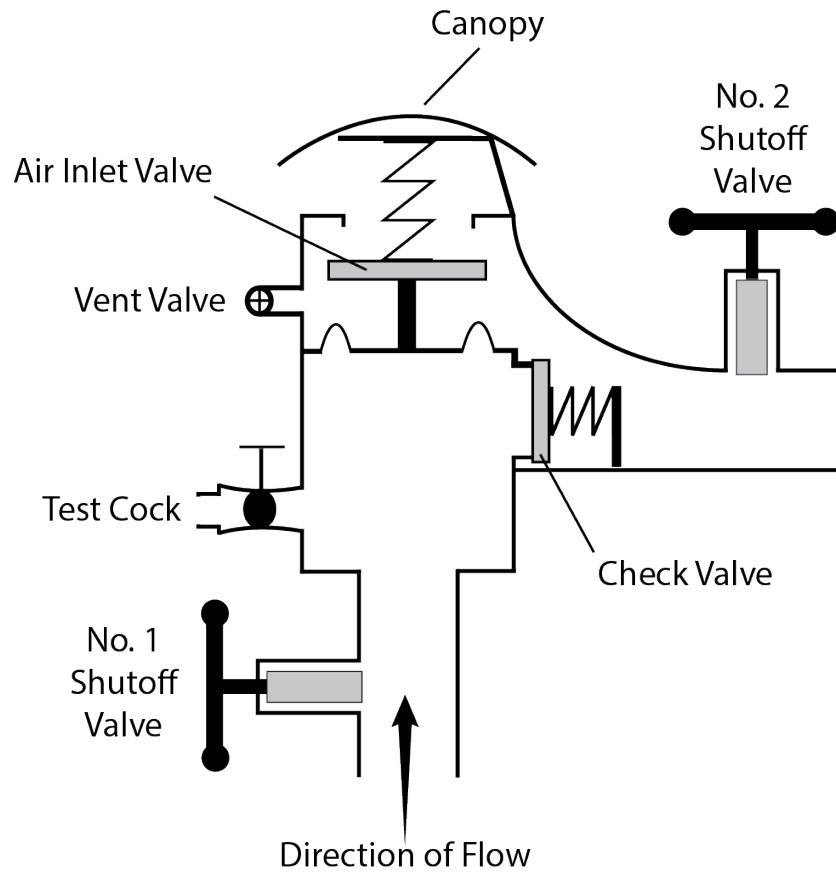 Canopy
No. 2
Shutoff
Valve
Air Inlet Valve
Vent Valve
Test Cock
Check Valve
No. 1
Shutoff
Valve
Direction of Flow